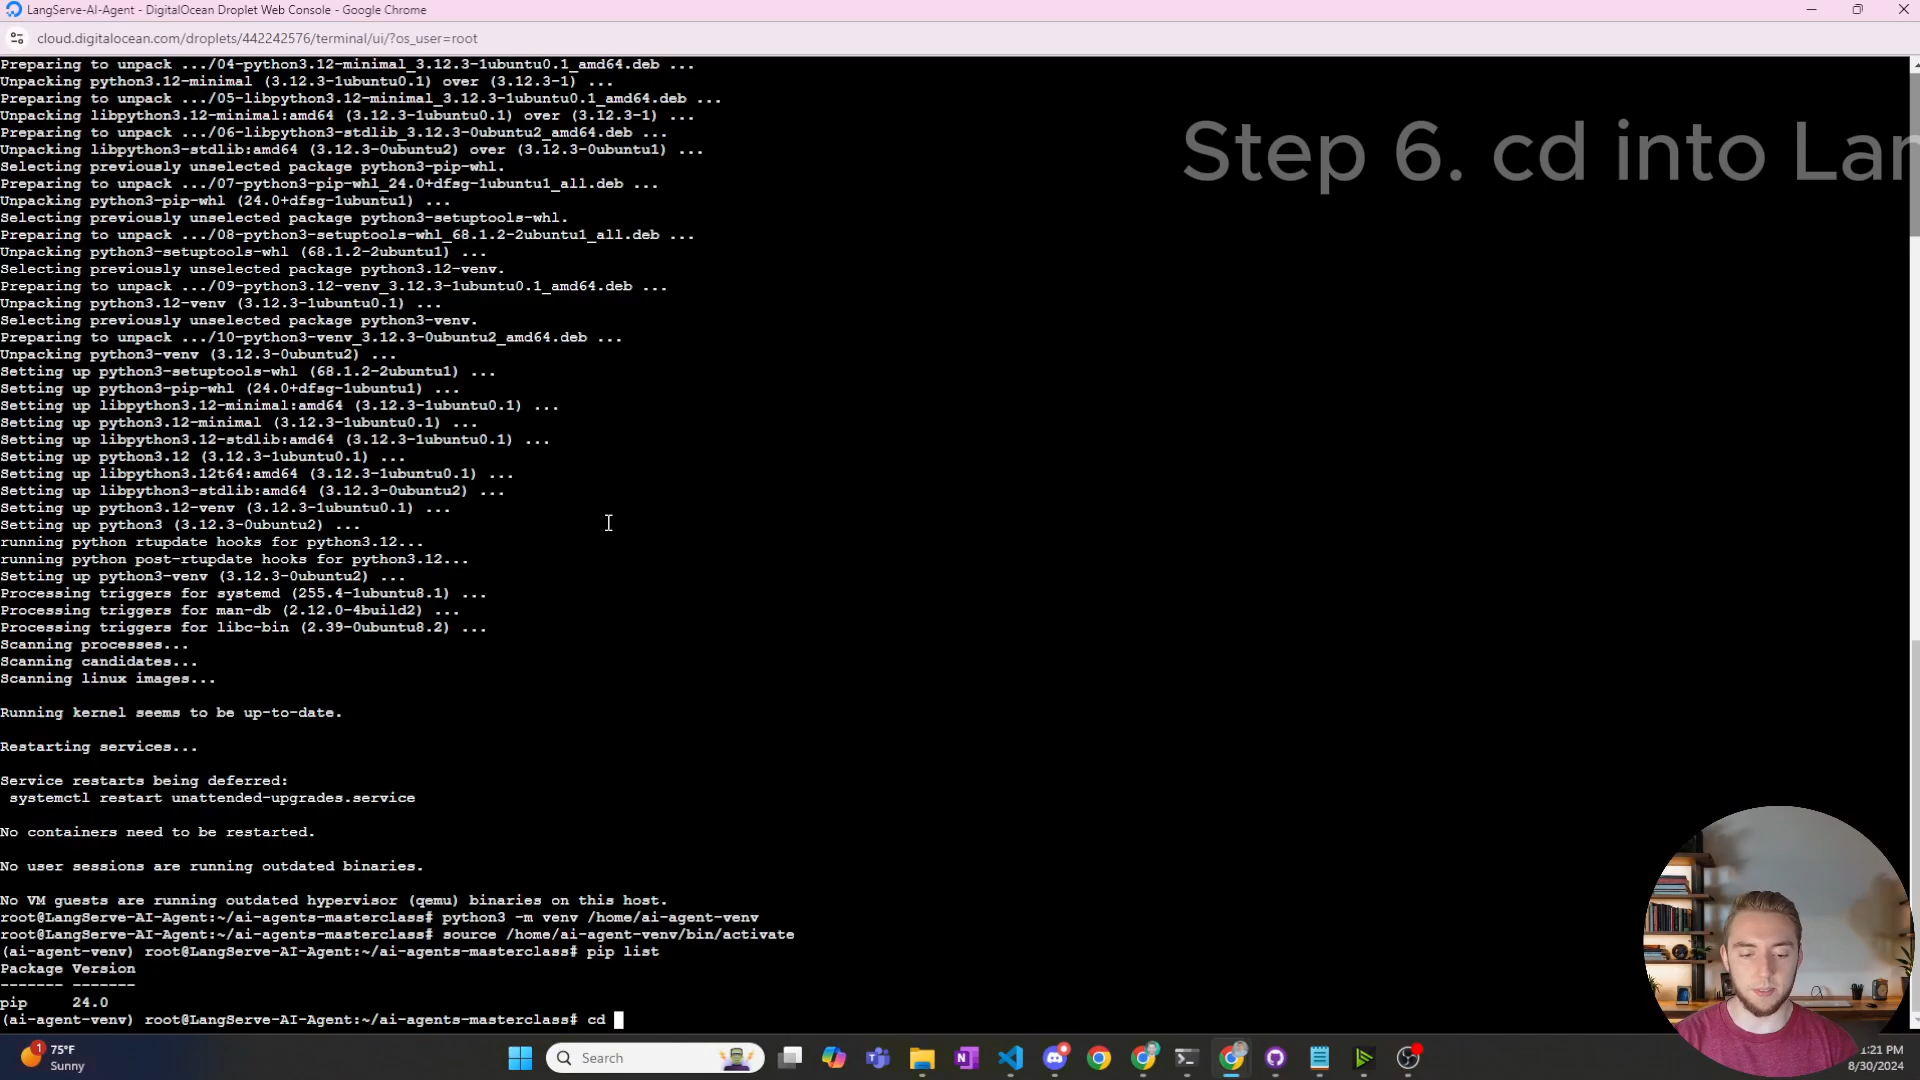 LangServe-AI-Agent - DigitalOcean Droplet Web Console - Google Chrome
cloud.digitalocean.com/droplets/442242576/terminal/ui/?os_user=root
Preparing to unpack .../04-python3.12-minimal_3.12.3-1ubuntu0.1_amd64.deb ...
Unpacking python3.12-minimal (3.12.3-1ubuntu0.1) over (3.12.3-1) ...
Preparing to unpack .../05-libpython3.12-minimal_3.12.3-1ubuntu0.1_amd64.deb ...
Unpacking libpython3.12-minimal:amd64 (3.12.3-1ubuntu0.1) over (3.12.3-1) ...
Preparing to unpack .../06-libpython3-stdlib_3.12.3-0ubuntu2_amd64.deb ...
Unpacking libpython3-stdlib:amd64 (3.12.3-0ubuntu2) over (3.12.3-0ubuntu1) ...
Step 6. cd into Lan
Selecting previously unselected package python3-pip-whl.
Preparing to unpack .../07-python3-pip-whl_24.0+dfsg-1ubuntu1_all.deb ...
Unpacking python3-pip-whl (24.0+dfsg-1ubuntu1) ...
Selecting previously unselected package python3-setuptools-whl.
Preparing to unpack .../08-python3-setuptools-whl_68.1.2-2ubuntu1_all.deb ...
Unpacking python3-setuptools-whl (68.1.2-2ubuntu1) ...
Selecting previously unselected package python3.12-venv.
Preparing to unpack .../09-python3.12-venv_3.12.3-1ubuntu0.1_amd64.deb ...
Unpacking python3.12-venv (3.12.3-1ubuntu0.1) ...
Selecting previously unselected package python3-venv.
Preparing to unpack .../10-python3-venv_3.12.3-0ubuntu2_amd64.deb ...
Unpacking python3-venv (3.12.3-0ubuntu2) ...
Setting up python3-setuptools-whl (68.1.2-2ubuntu1) ...
Setting up python3-pip-whl (24.0+dfsg-1ubuntu1) ...
Setting up libpython3.12-minimal:amd64 (3.12.3-1ubuntu0.1) ...
Setting up python3.12-minimal (3.12.3-1ubuntu0.1) ...
Setting up libpython3.12-stdlib:amd64 (3.12.3-1ubuntu0.1) ...
Setting up python3.12 (3.12.3-1ubuntu0.1) ...
Setting up libpython3.12t64:amd64 (3.12.3-1ubuntu0.1) ...
Setting up libpython3-stdlib:amd64 (3.12.3-0ubuntu2) ...
Setting up python3.12-venv (3.12.3-1ubuntu0.1) ...
Setting up python3 (3.12.3-0ubuntu2) ...
running python rtupdate hooks for python3.12...
running python post-rtupdate hooks for python3.12...
Setting up python3-venv (3.12.3-0ubuntu2) ...
Processing triggers for systemd (255.4-1ubuntu8.1) ...
Processing triggers for man-db (2.12.0-4build2) ...
Processing triggers for libc-bin (2.39-0ubuntu8.2) ...
Scanning processes...
Scanning candidates...
Scanning linux images...
Running kernel seems to be up-to-date.
Restarting services...
Service restarts being deferred:
systemctl restart unattended-upgrades.service
No containers need to be restarted.
No user sessions are running outdated binaries.
No VM guests are running outdated hypervisor (qemu) binaries on this host.
root@LangServe-AI-Agent:~/ai-agents-masterclass# python3 -m venv /home/ai-agent-venv
root@LangServe-AI-Agent:~/ai-agents-masterclass# source /home/ai-agent-venv/bin/activate
(ai-agent-venv) root@LangServe-AI-Agent:~/ai-agents-masterclass# pip list
Package Version
------- -------
pip 24.0
(ai-agent-venv) root@LangServe-AI-Agent:~/ai-agents-masterclass# cd
1
75°F
Sunny
Search
1:21 PM
8/30/2024